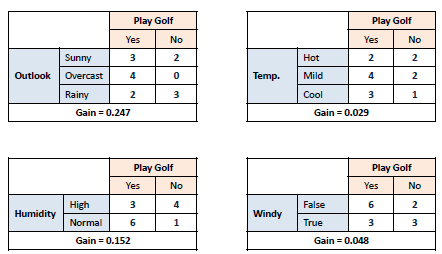 Play Golf
Yes No
Outlook Sunny 3 2
Overcast 4 0
Rainy 2 3
Gain = 0.247
Play Golf
Yes No
Temp. Hot 2 2
Mild 4 2
Cool 3 1
Gain = 0.029
Play Golf
Yes No
Humidity High 3 4
Normal 6 1
Gain = 0.152
Play Golf
Yes No
Windy False 6 2
True 3 3
Gain = 0.048